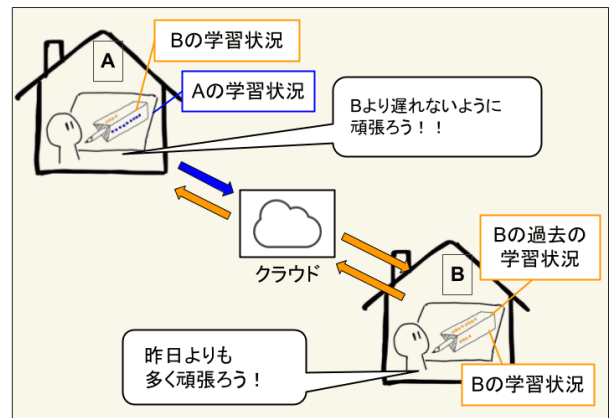 A
Bの学習状況
Aの学習状況
Bより遅れないように
頑張ろう！！
クラウド
B
Bの過去の
学習状況
Bの学習状況
昨日よりも
多く頑張ろう！